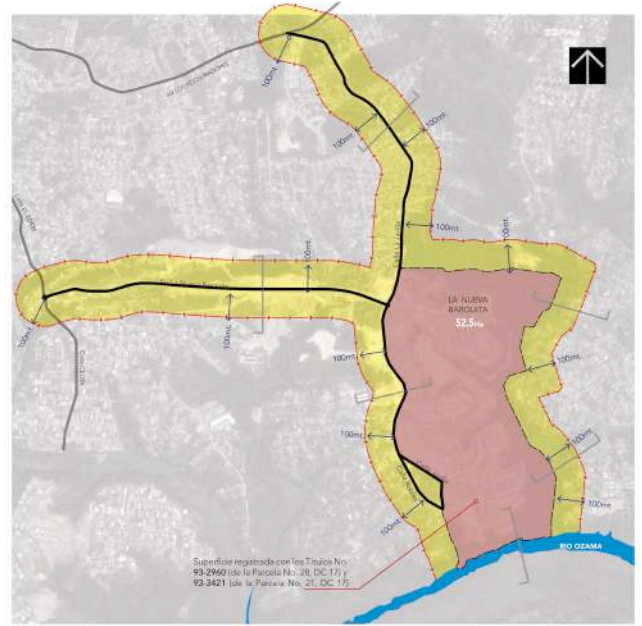 100mt.
100mt.
100mt.
100mt.
100mt.
100mt.
100mt.
100mt.
LA NUEVA
BARQUITA
52.5Ha
100mt.
100mt.
100mt.
100mt.
100mt.
100mt.
RIO OZAMA
Superficie registrada con los Títulos No.
93-2960 (de la Parcela No. 28, DC 17) y
93-3421 (de la Parcela No. 21, DC 17)